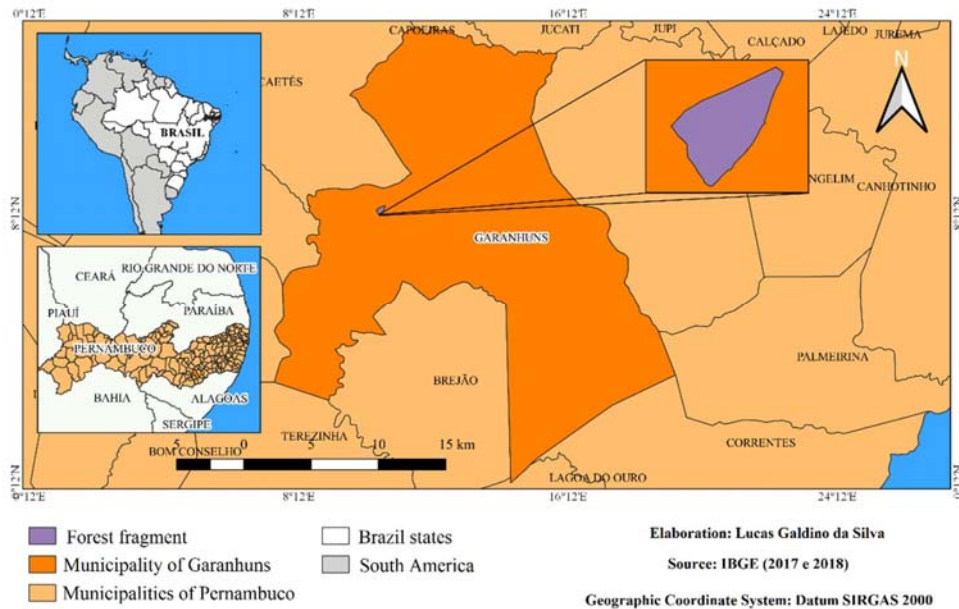 0°12'E 8°12'E 16°12'E 24°12'E
CAPOEIRAS JUCATI JUPI LAJEDO JUREMA
CALÇADO
N
CAETÉS
BRASIL
NGELIM
CANHOTINHO
8°12'N
GARANHUNS
CEARÁ
RIO GRANDE DO NORTE
PIAUÍ
PARAÍBA
PERNAMBUCO
BAHIA
ALAGOAS
SERGIPE
BREJÃO
PALMEIRINA
TEREZINHA
CORRENTES
BOM CONSELHO
LAGOA DO OURO
5 0 5 10 15 km
0°12'N
0°12'E 8°12'E 16°12'E 24°12'E
Forest fragment
Municipality of Garanhuns
Municipalities of Pernambuco
Brazil states
South America
Elaboration: Lucas Galdino da Silva
Source: IBGE (2017 e 2018)
Geographic Coordinate System: Datum SIRGAS 2000